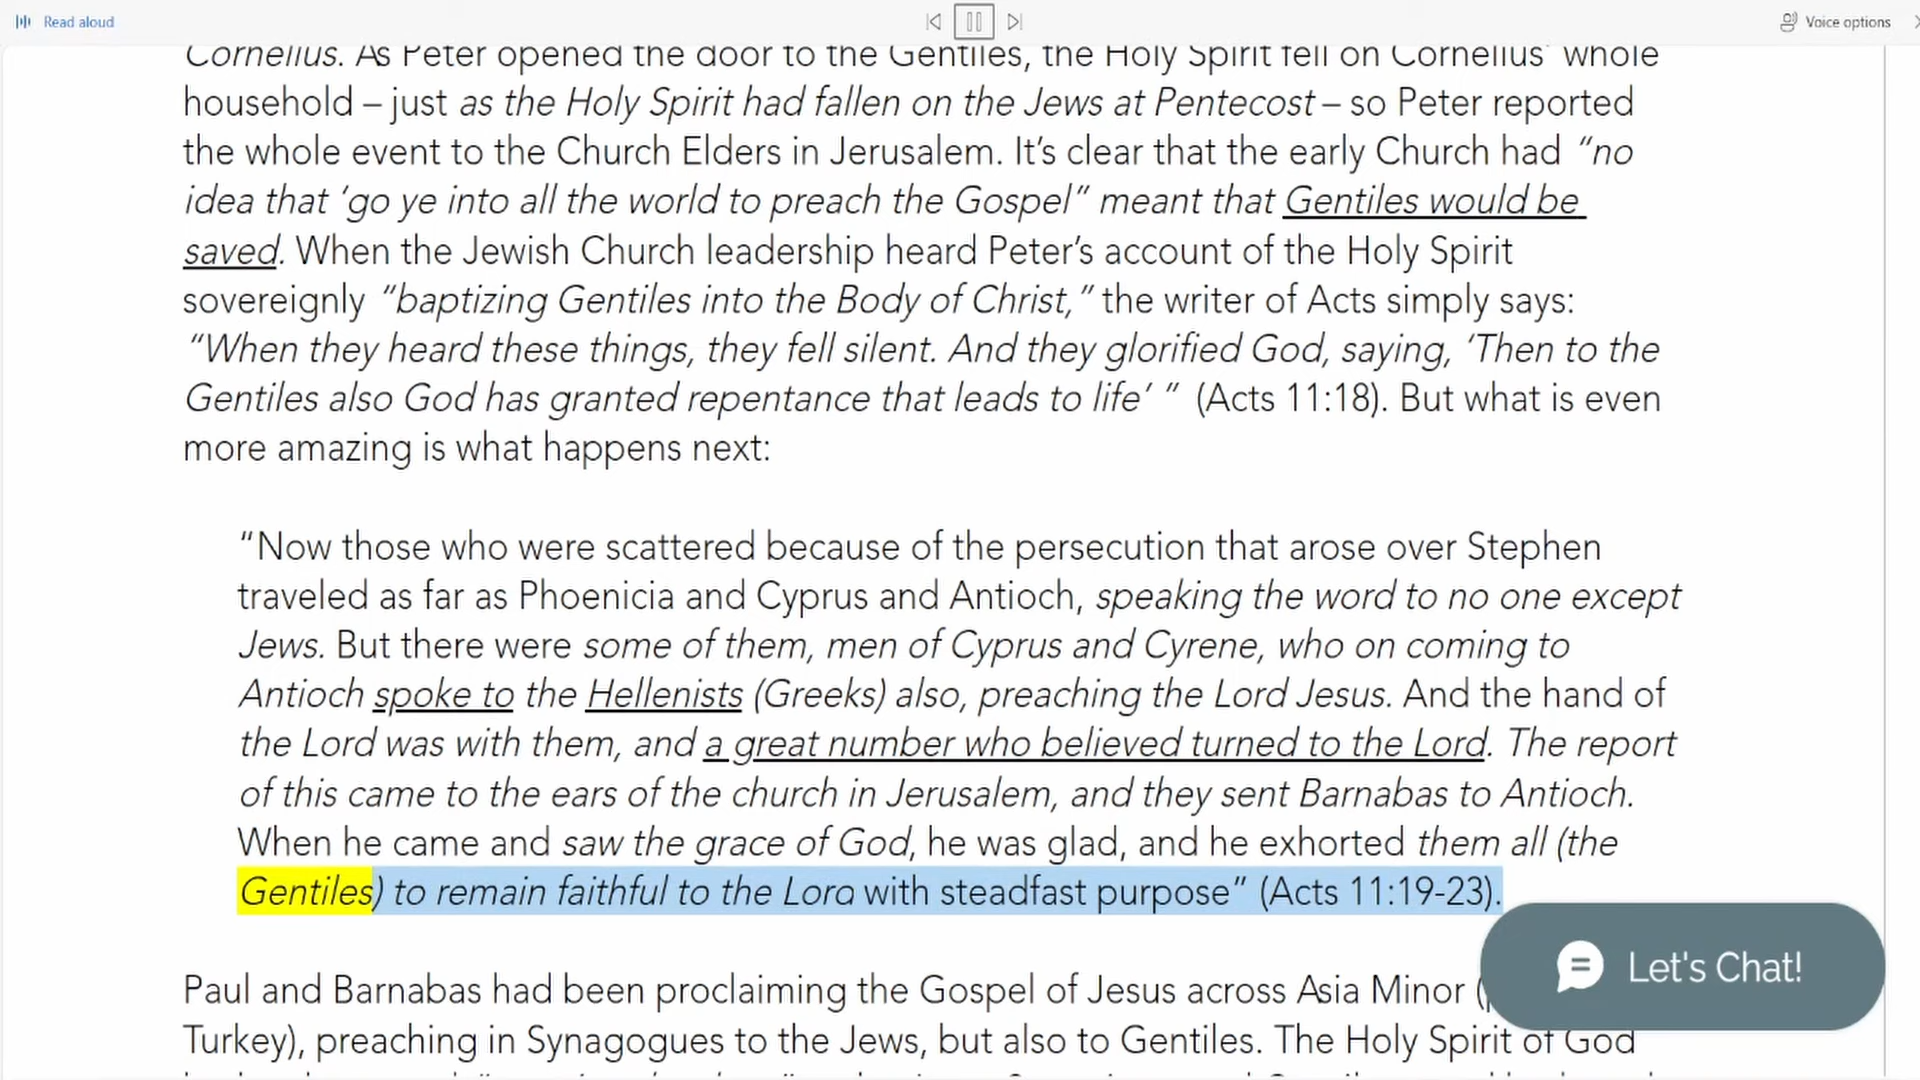 Read aloud
Voice options
Cornelius. As Peter opened the door to the Gentiles, the Holy Spirit fell on Cornelius’ whole
household – just as the Holy Spirit had fallen on the Jews at Pentecost – so Peter reported
the whole event to the Church Elders in Jerusalem. It’s clear that the early Church had “no
idea that ‘go ye into all the world to preach the Gospel” meant that Gentiles would be
saved. When the Jewish Church leadership heard Peter’s account of the Holy Spirit
sovereignly “baptizing Gentiles into the Body of Christ,” the writer of Acts simply says:
“When they heard these things, they fell silent. And they glorified God, saying, ‘Then to the
Gentiles also God has granted repentance that leads to life’ ” (Acts 11:18). But what is even
more amazing is what happens next:
“Now those who were scattered because of the persecution that arose over Stephen
traveled as far as Phoenicia and Cyprus and Antioch, speaking the word to no one except
Jews. But there were some of them, men of Cyprus and Cyrene, who on coming to
Antioch spoke to the Hellenists (Greeks) also, preaching the Lord Jesus. And the hand of
the Lord was with them, and a great number who believed turned to the Lord. The report
of this came to the ears of the church in Jerusalem, and they sent Barnabas to Antioch.
When he came and saw the grace of God, he was glad, and he exhorted them all (the
Gentiles) to remain faithful to the Lord with steadfast purpose” (Acts 11:19-23).
Let's Chat!
Paul and Barnabas had been proclaiming the Gospel of Jesus across Asia Minor
Turkey), preaching in Synagogues to the Jews, but also to Gentiles. The Holy Spirit of God